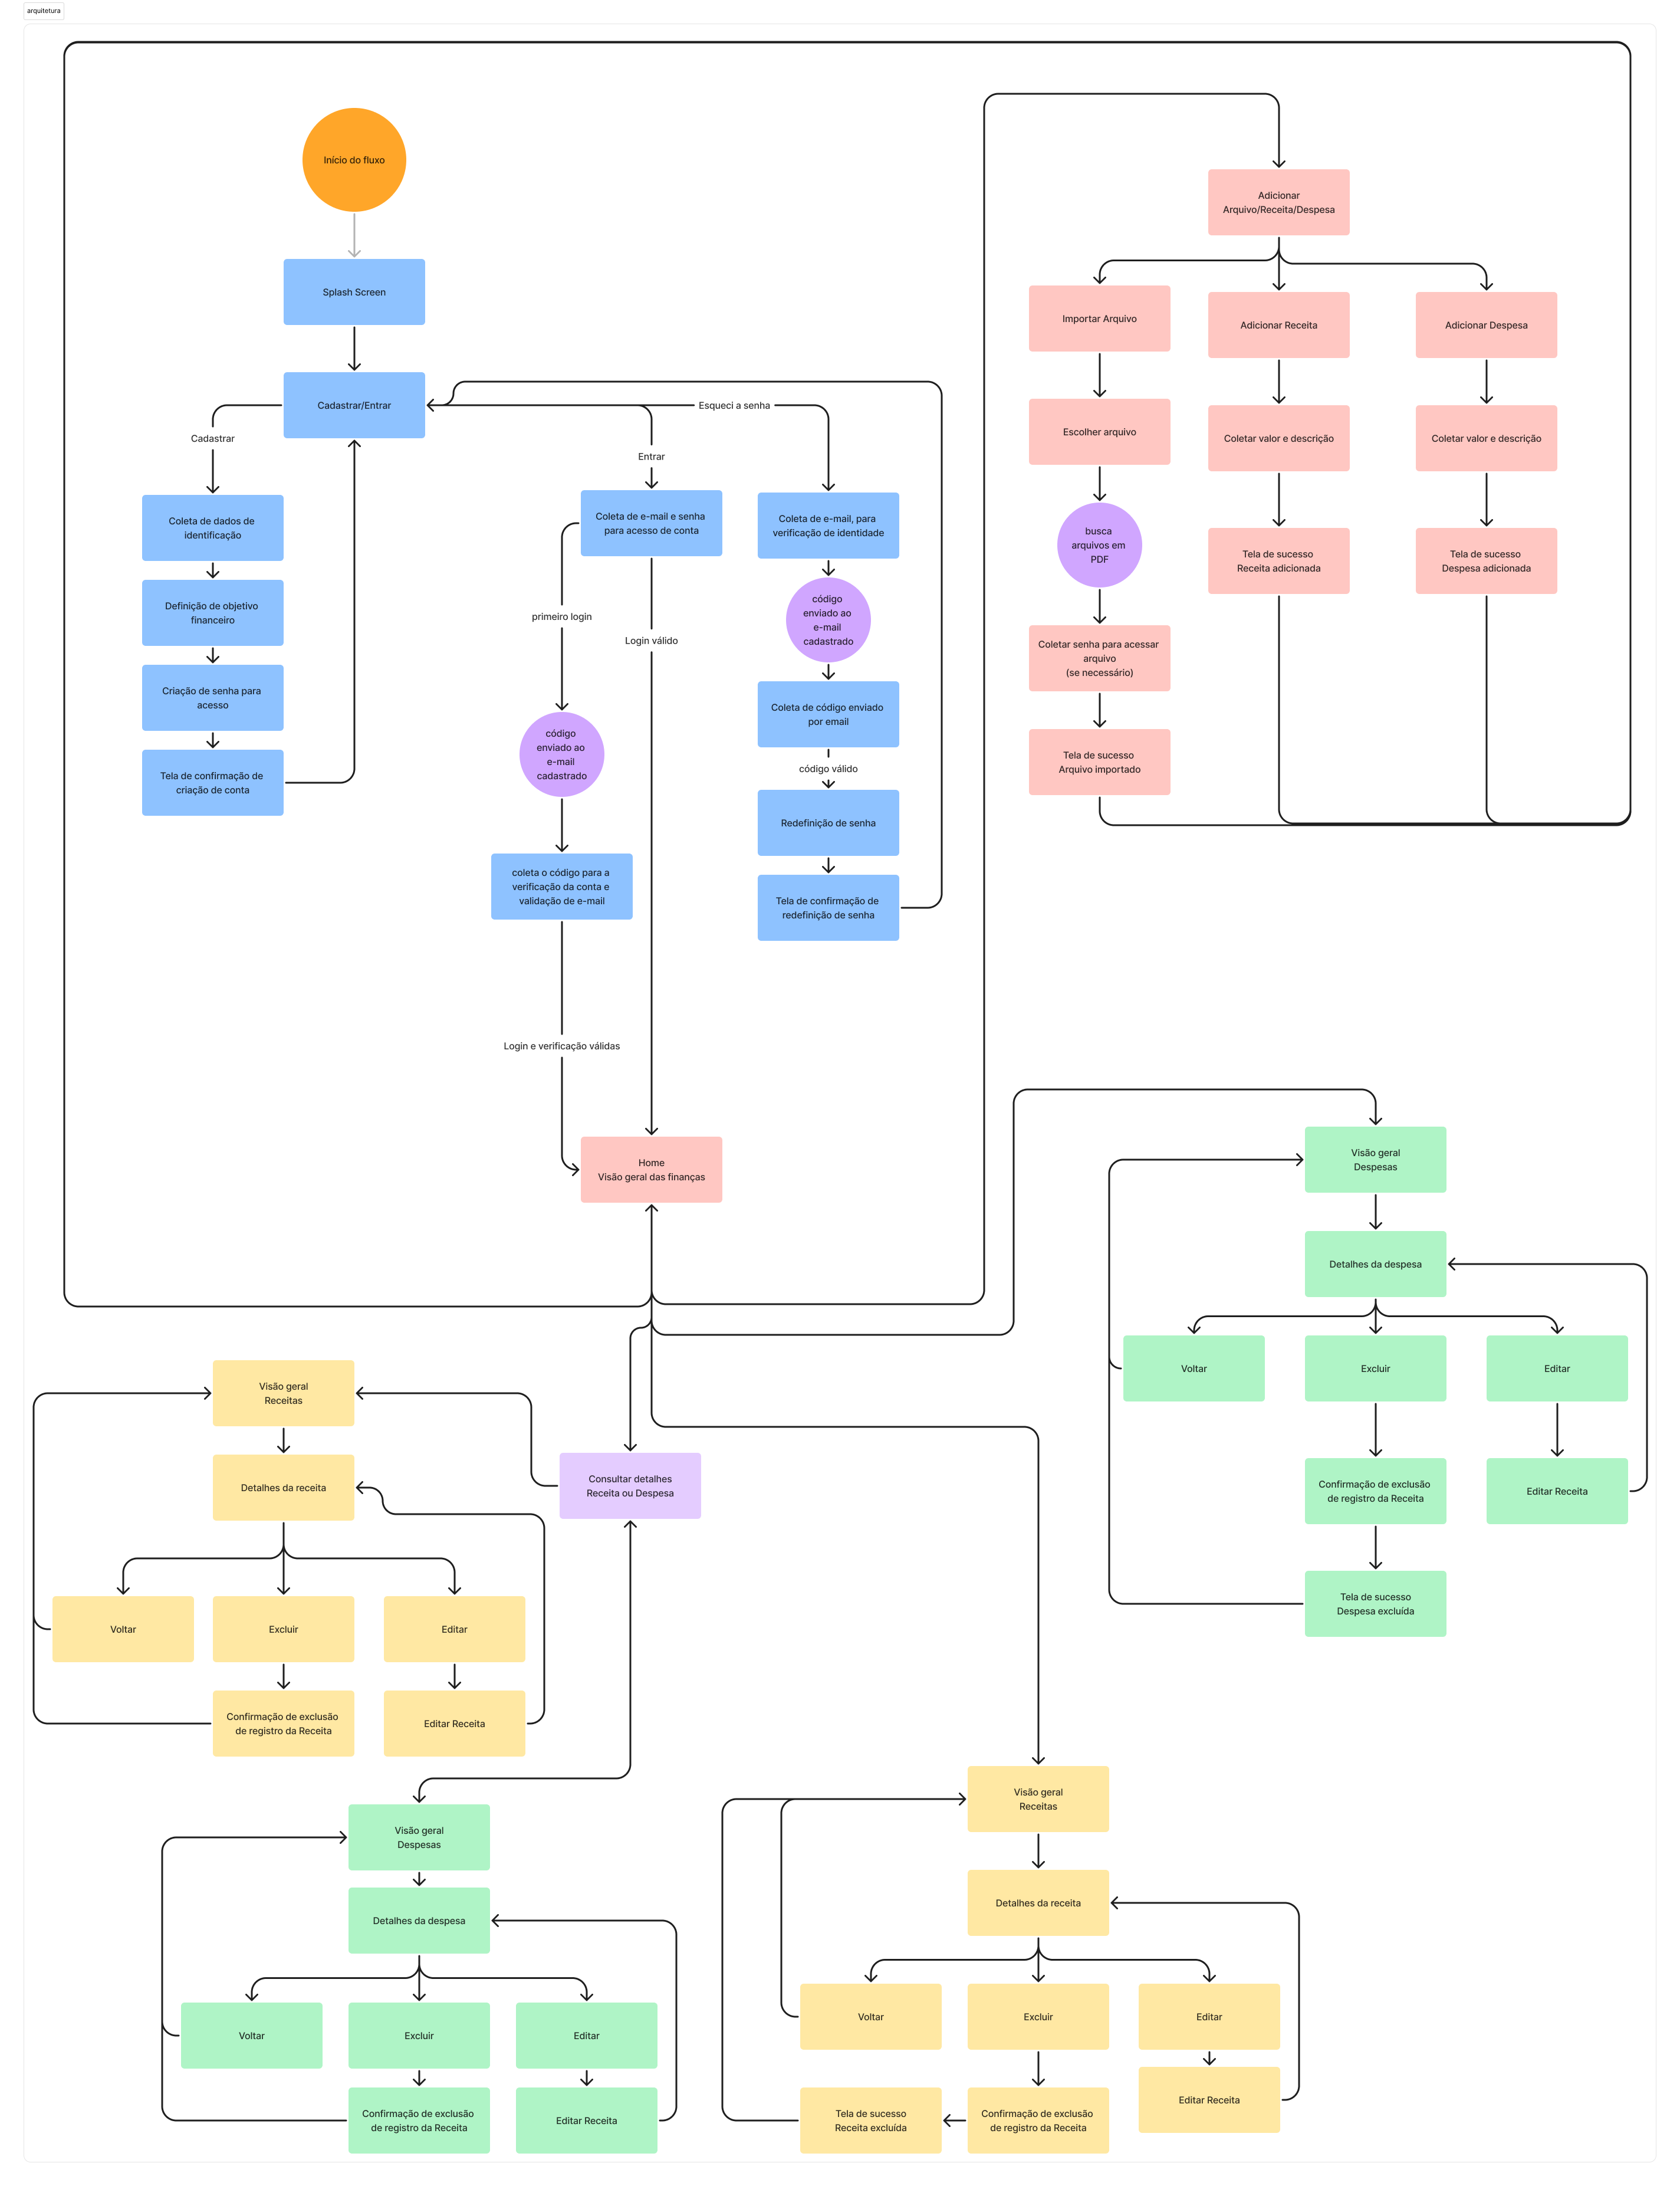 arquitetura
Início do fluxo
Splash Screen
Cadastrar/Entrar
Cadastrar
Coleta de dados de
identificação
Definição de objetivo
financeiro
Criação de senha para
acesso
Tela de confirmação de
criação de conta
Entrar
Coleta de e-mail e senha
para acesso de conta
primeiro login
Login válido
código
enviado ao
e-mail
cadastrado
coleta o código para a
verificação da conta e
validação de e-mail
Login e verificação válidas
Esqueci a senha
Coleta de e-mail, para
verificação de identidade
código
enviado ao
e-mail
cadastrado
Coleta de código enviado
por email
código válido
Redefinição de senha
Tela de confirmação de
redefinição de senha
Home
Visão geral das finanças
Adicionar
Arquivo/Receita/Despesa
Importar Arquivo
Escolher arquivo
busca
arquivos em
PDF
Coletar senha para acessar
arquivo
(se necessário)
Tela de sucesso
Arquivo importado
Adicionar Receita
Coletar valor e descrição
Tela de sucesso
Receita adicionada
Adicionar Despesa
Coletar valor e descrição
Tela de sucesso
Despesa adicionada
Visão geral
Despesas
Detalhes da despesa
Voltar
Excluir
Editar
Confirmação de exclusão
de registro da Receita
Editar Receita
Tela de sucesso
Despesa excluída
Visão geral
Receitas
Detalhes da receita
Voltar
Excluir
Editar
Confirmação de exclusão
de registro da Receita
Editar Receita
Consultar detalhes
Receita ou Despesa
Visão geral
Despesas
Detalhes da despesa
Voltar
Excluir
Editar
Confirmação de exclusão
de registro da Receita
Editar Receita
Visão geral
Receitas
Detalhes da receita
Voltar
Excluir
Editar
Tela de sucesso
Receita excluída
Confirmação de exclusão
de registro da Receita
Editar Receita